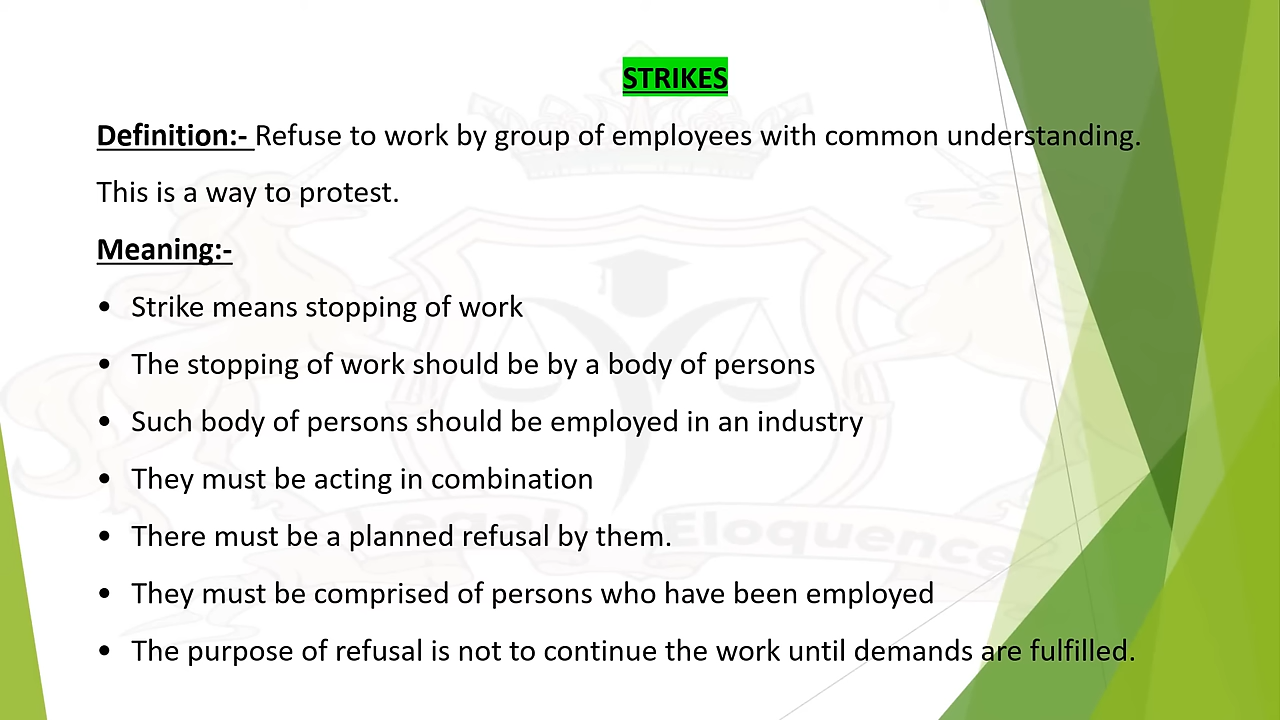 STRIKES
Definition:- Refuse to work by group of employees with common understanding.
This is a way to protest.
Meaning:-
• Strike means stopping of work
• The stopping of work should be by a body of persons
• Such body of persons should be employed in an industry
• They must be acting in combination
• There must be a planned refusal by them.
• They must be comprised of persons who have been employed
• The purpose of refusal is not to continue the work until demands are fulfilled.
Legal Eloquence